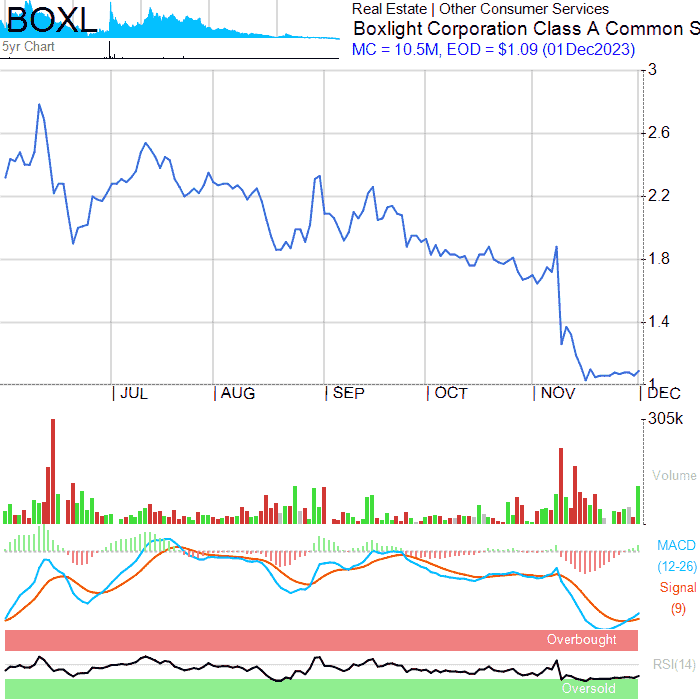 BOXL
5yr Chart
Real Estate | Other Consumer Services
Boxlight Corporation Class A Common S
MC = 10.5M, EOD = $1.09 (01Dec2023)
3
2.6
2.2
1.8
1.4
1
JUL AUG SEP OCT NOV DEC
305k
Volume
MACD
(12-26)
Signal
(9)
Overbought
RSI(14)
Oversold